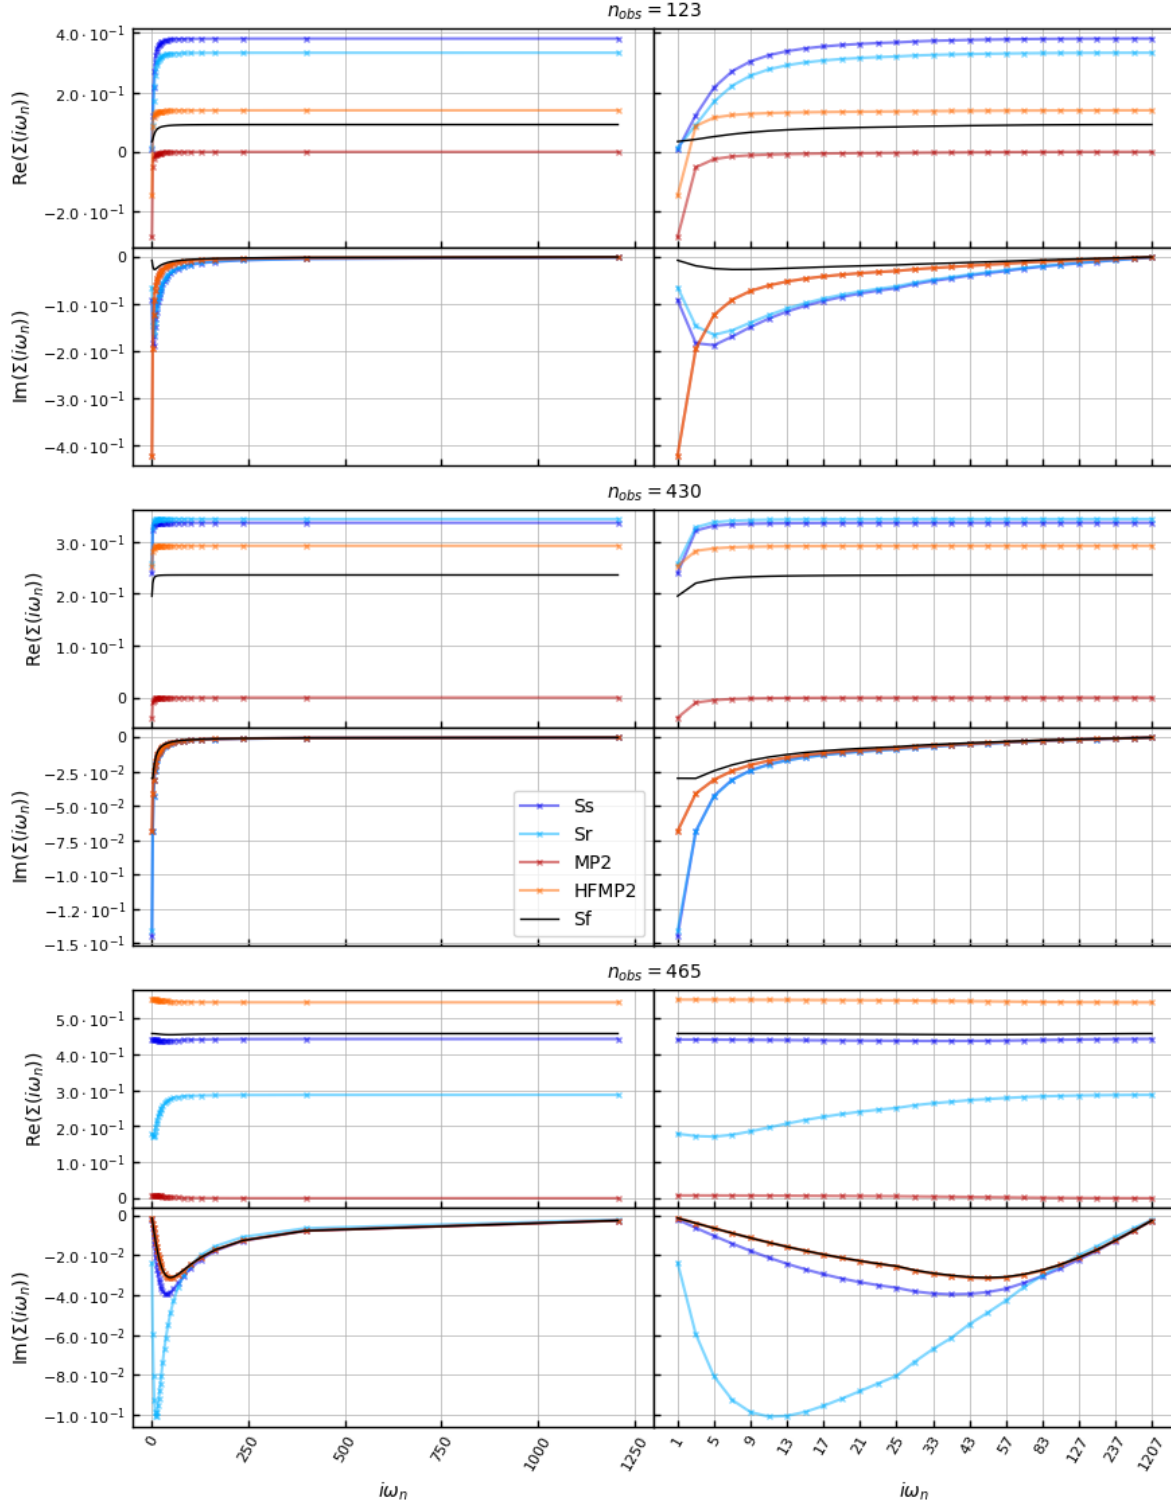 n_obs = 123
Re(Σ(iω_n))
4.0 · 10⁻¹
2.0 · 10⁻¹
0
−2.0 · 10⁻¹
Im(Σ(iω_n))
0
−1.0 · 10⁻¹
−2.0 · 10⁻¹
−3.0 · 10⁻¹
−4.0 · 10⁻¹
n_obs = 430
Re(Σ(iω_n))
3.0 · 10⁻¹
2.0 · 10⁻¹
1.0 · 10⁻¹
0
Im(Σ(iω_n))
0
−2.5 · 10⁻²
−5.0 · 10⁻²
−7.5 · 10⁻²
−1.0 · 10⁻¹
−1.2 · 10⁻¹
−1.5 · 10⁻¹
Ss
Sr
MP2
HFMP2
Sf
n_obs = 465
Re(Σ(iω_n))
5.0 · 10⁻¹
4.0 · 10⁻¹
3.0 · 10⁻¹
2.0 · 10⁻¹
1.0 · 10⁻¹
0
Im(Σ(iω_n))
0
−2.0 · 10⁻²
−4.0 · 10⁻²
−6.0 · 10⁻²
−8.0 · 10⁻²
−1.0 · 10⁻¹
0 250 500 750 1000 1250
iω_n
1 5 9 13 17 21 25 33 43 57 83 127 237 1207
iω_n